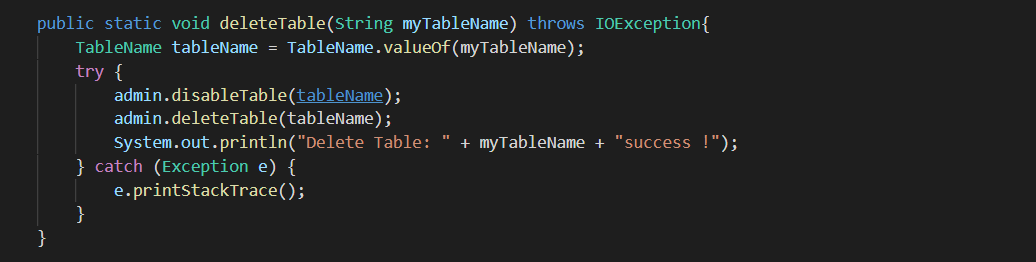 public static void deleteTable(String myTableName) throws IOException{
    TableName tableName = TableName.valueOf(myTableName);
    try {
        admin.disableTable(tableName);
        admin.deleteTable(tableName);
        System.out.println("Delete Table: " + myTableName + "success !");
    } catch (Exception e) {
        e.printStackTrace();
    }
}